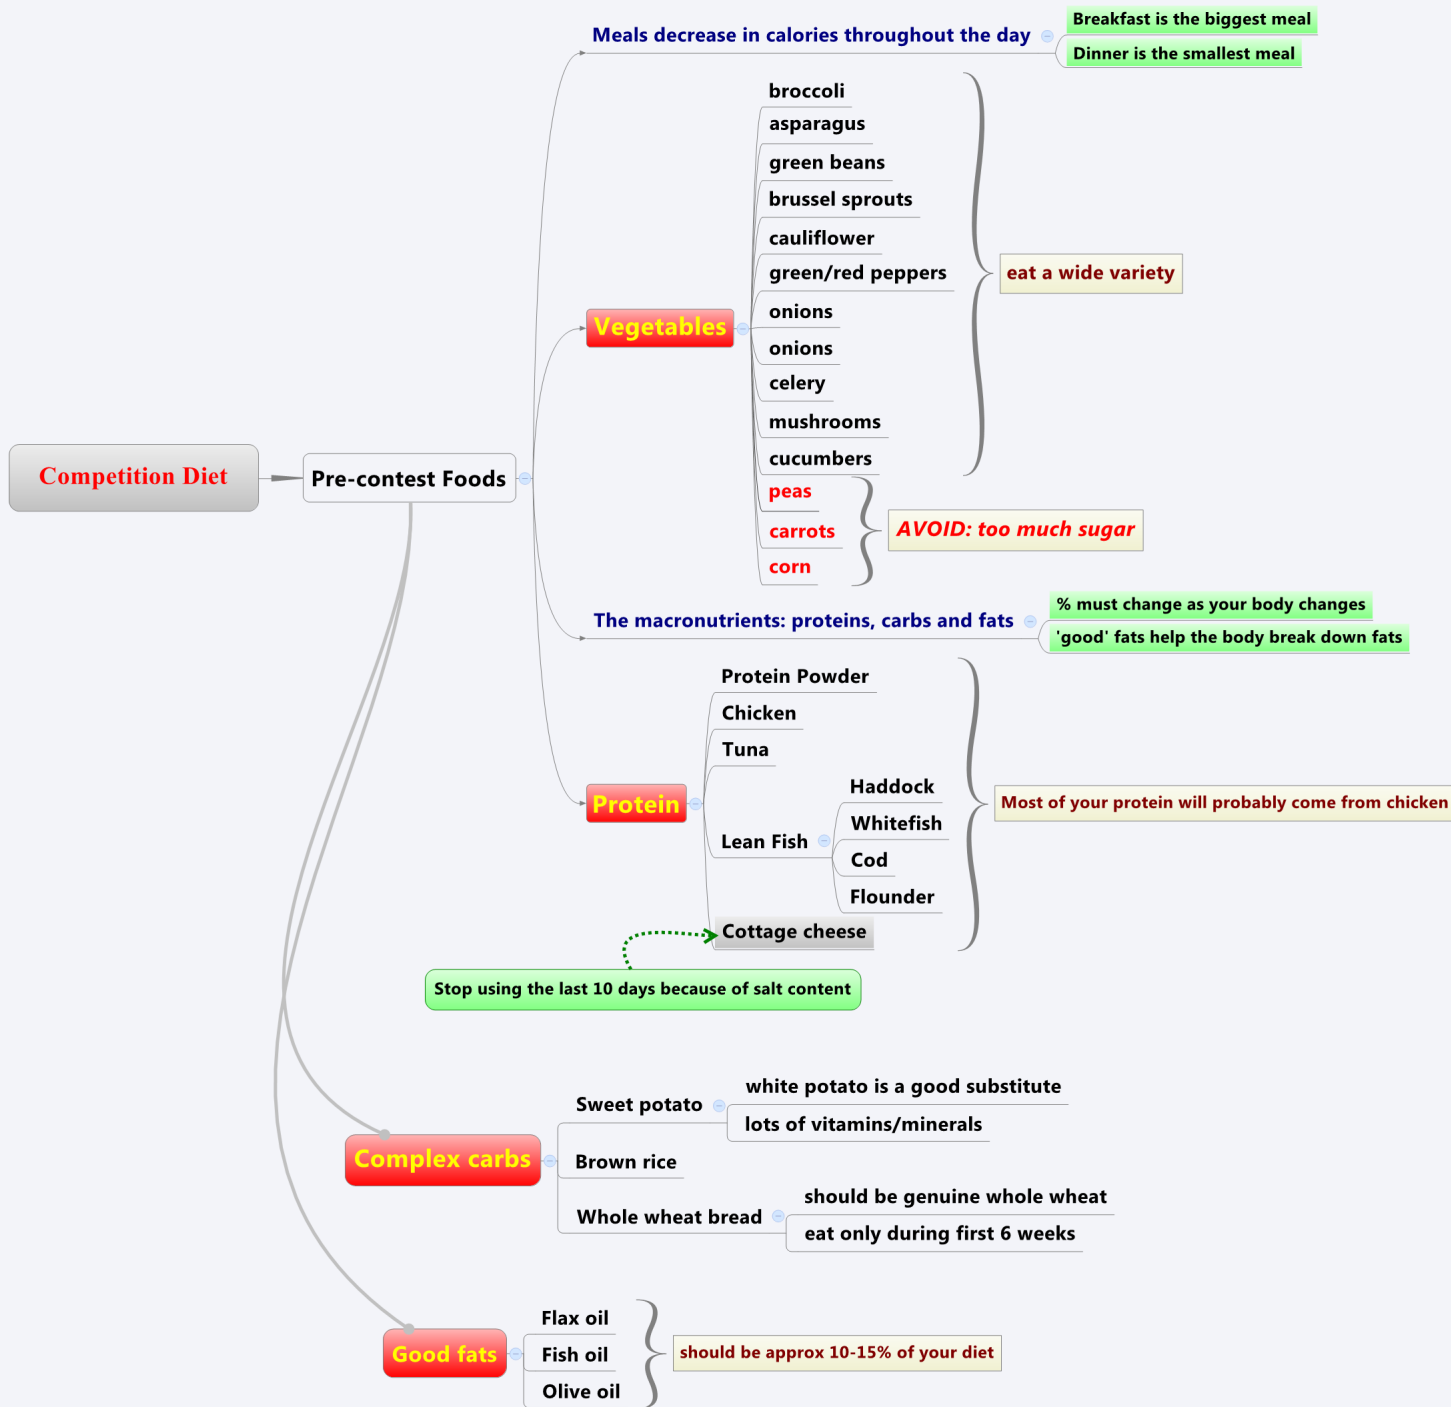 Competition Diet
Pre-contest Foods
Meals decrease in calories throughout the day
Breakfast is the biggest meal
Dinner is the smallest meal
Vegetables
broccoli
asparagus
green beans
brussel sprouts
cauliflower
green/red peppers
onions
onions
celery
mushrooms
cucumbers
eat a wide variety
peas
carrots
corn
AVOID: too much sugar
The macronutrients: proteins, carbs and fats
% must change as your body changes
'good' fats help the body break down fats
Protein
Protein Powder
Chicken
Tuna
Lean Fish
Haddock
Whitefish
Cod
Flounder
Cottage cheese
Most of your protein will probably come from chicken
Stop using the last 10 days because of salt content
Complex carbs
Sweet potato
white potato is a good substitute
lots of vitamins/minerals
Brown rice
Whole wheat bread
should be genuine whole wheat
eat only during first 6 weeks
Good fats
Flax oil
Fish oil
Olive oil
should be approx 10-15% of your diet